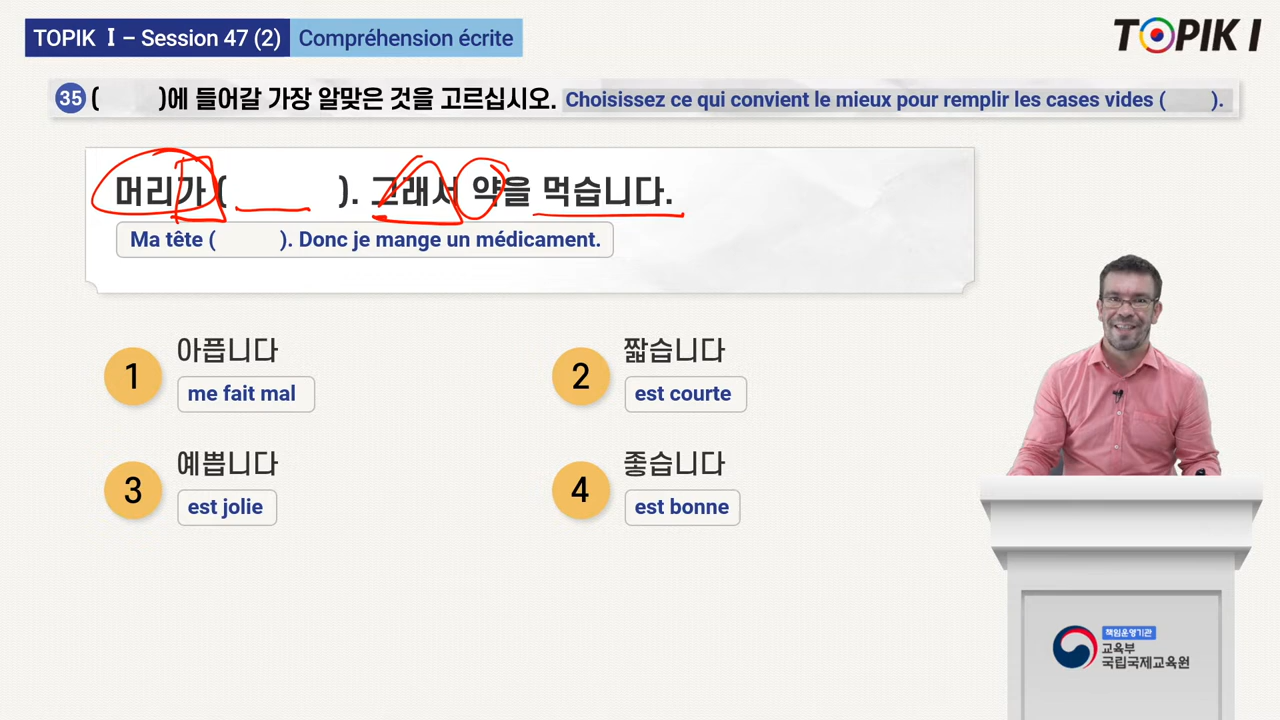 TOPIK Ⅰ – Session 47 (2) Compréhension écrite
TOPIK I
35 ( )에 들어갈 가장 알맞은 것을 고르십시오. Choisissez ce qui convient le mieux pour remplir les cases vides ( ).
머리가 ( ). 그래서 약을 먹습니다.
Ma tête ( ). Donc je mange un médicament.
1 아픕니다
me fait mal
2 짧습니다
est courte
3 예쁩니다
est jolie
4 좋습니다
est bonne
책임운영기관
교육부
국립국제교육원